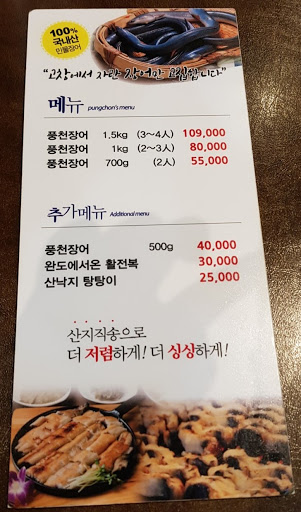 100%
국내산
민물장어
"고창에서 자란 장어만 고집합니다"
메뉴 pungchon's menu
풍천장어 1,5kg (3~4人) 109,000
풍천장어 1kg (2~3人) 80,000
풍천장어 700g (2人) 55,000
추가메뉴 Additional menu
풍천장어 500g 40,000
완도에서온 활전복 30,000
산낙지 탕탕이 25,000
산지직송으로
더 저렴하게! 더 싱싱하게!